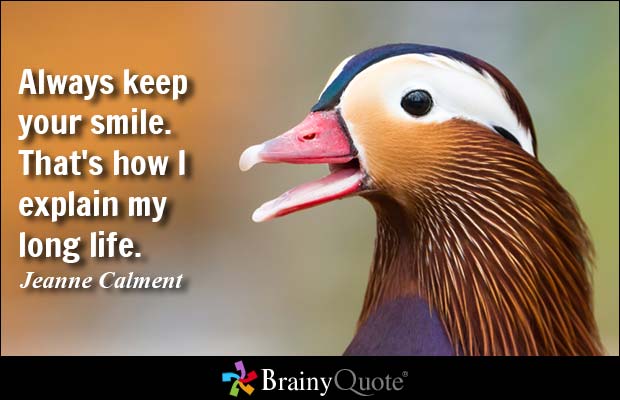 Always keep
your smile.
That's how I
explain my
long life.
Jeanne Calment
BrainyQuote®